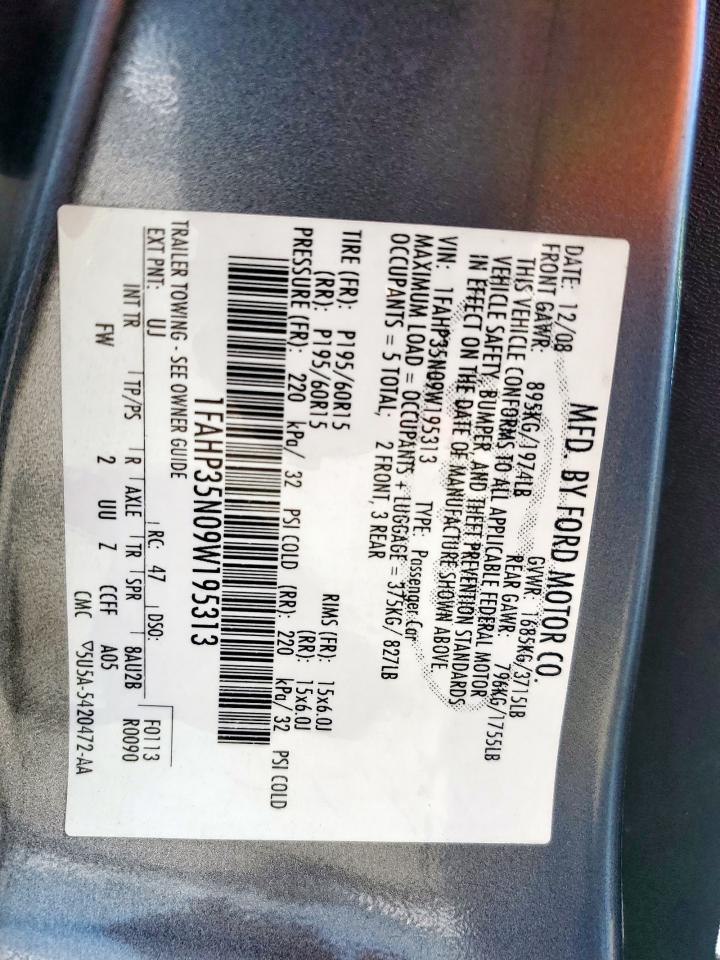 MFD. BY FORD MOTOR CO.
DATE: 12/08 GVWR: 1685KG/3715LB
FRONT GAWR: 895KG/1974LB REAR GAWR: 796KG/1755LB
THIS VEHICLE CONFORMS TO ALL APPLICABLE FEDERAL MOTOR
VEHICLE SAFETY, BUMPER, AND THEFT PREVENTION STANDARDS
IN EFFECT ON THE DATE OF MANUFACTURE SHOWN ABOVE.
VIN: 1FAHP35N09W195313 TYPE: Passenger Car
MAXIMUM LOAD = OCCUPANTS + LUGGAGE = 375KG/ 827LB
OCCUPANTS = 5 TOTAL, 2 FRONT, 3 REAR
TIRE (FR): P195/60R15 RIMS (FR): 15x6.0J
(RR): P195/60R15 (RR): 15x6.0J
PRESSURE (FR): 220 kPa/ 32 PSI COLD (RR): 220 kPa/ 32 PSI COLD
1FAHP35N09W195313
TRAILER TOWING - SEE OWNER GUIDE
EXT PNT: UJ RC: 47 DSO: F0113
INT TR TP/PS R AXLE TR SPR 8AU2B R0090
FW 2 UU Z CCFF A05
CMC ▽5U5A-5420472-AA